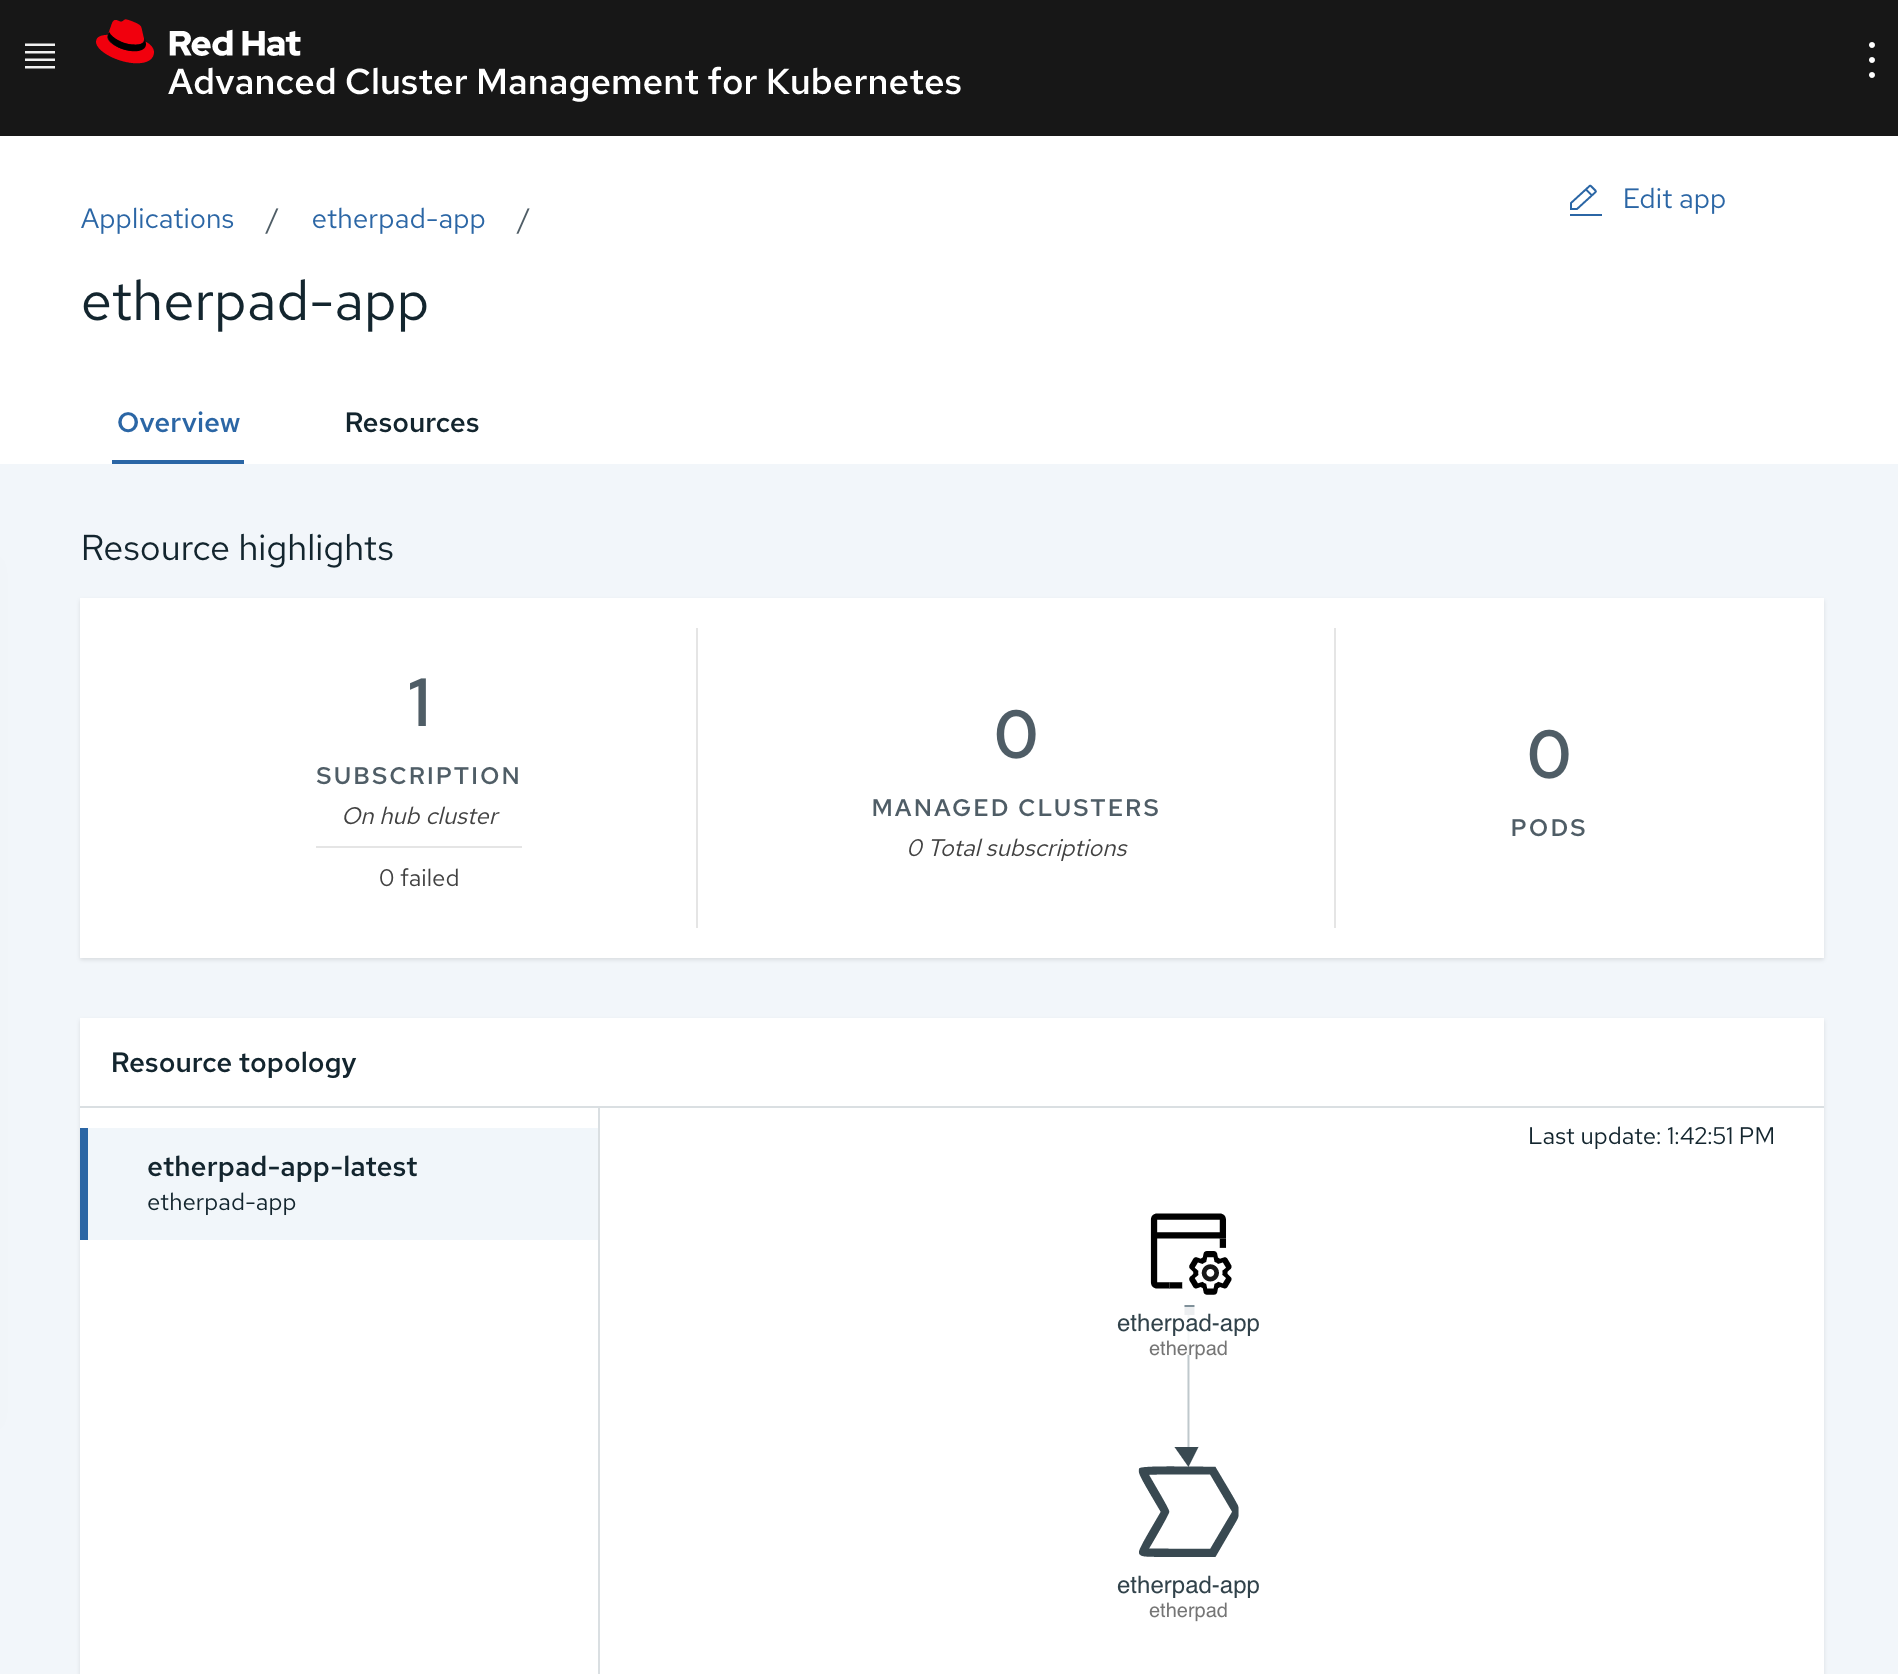 Red Hat
Advanced Cluster Management for Kubernetes
Applications / etherpad-app /
Edit app
etherpad-app
Overview
Resources
Resource highlights
1
SUBSCRIPTION
On hub cluster
0 failed
0
MANAGED CLUSTERS
0 Total subscriptions
0
PODS
Resource topology
etherpad-app-latest
etherpad-app
Last update: 1:42:51 PM
etherpad-app
etherpad
etherpad-app
etherpad